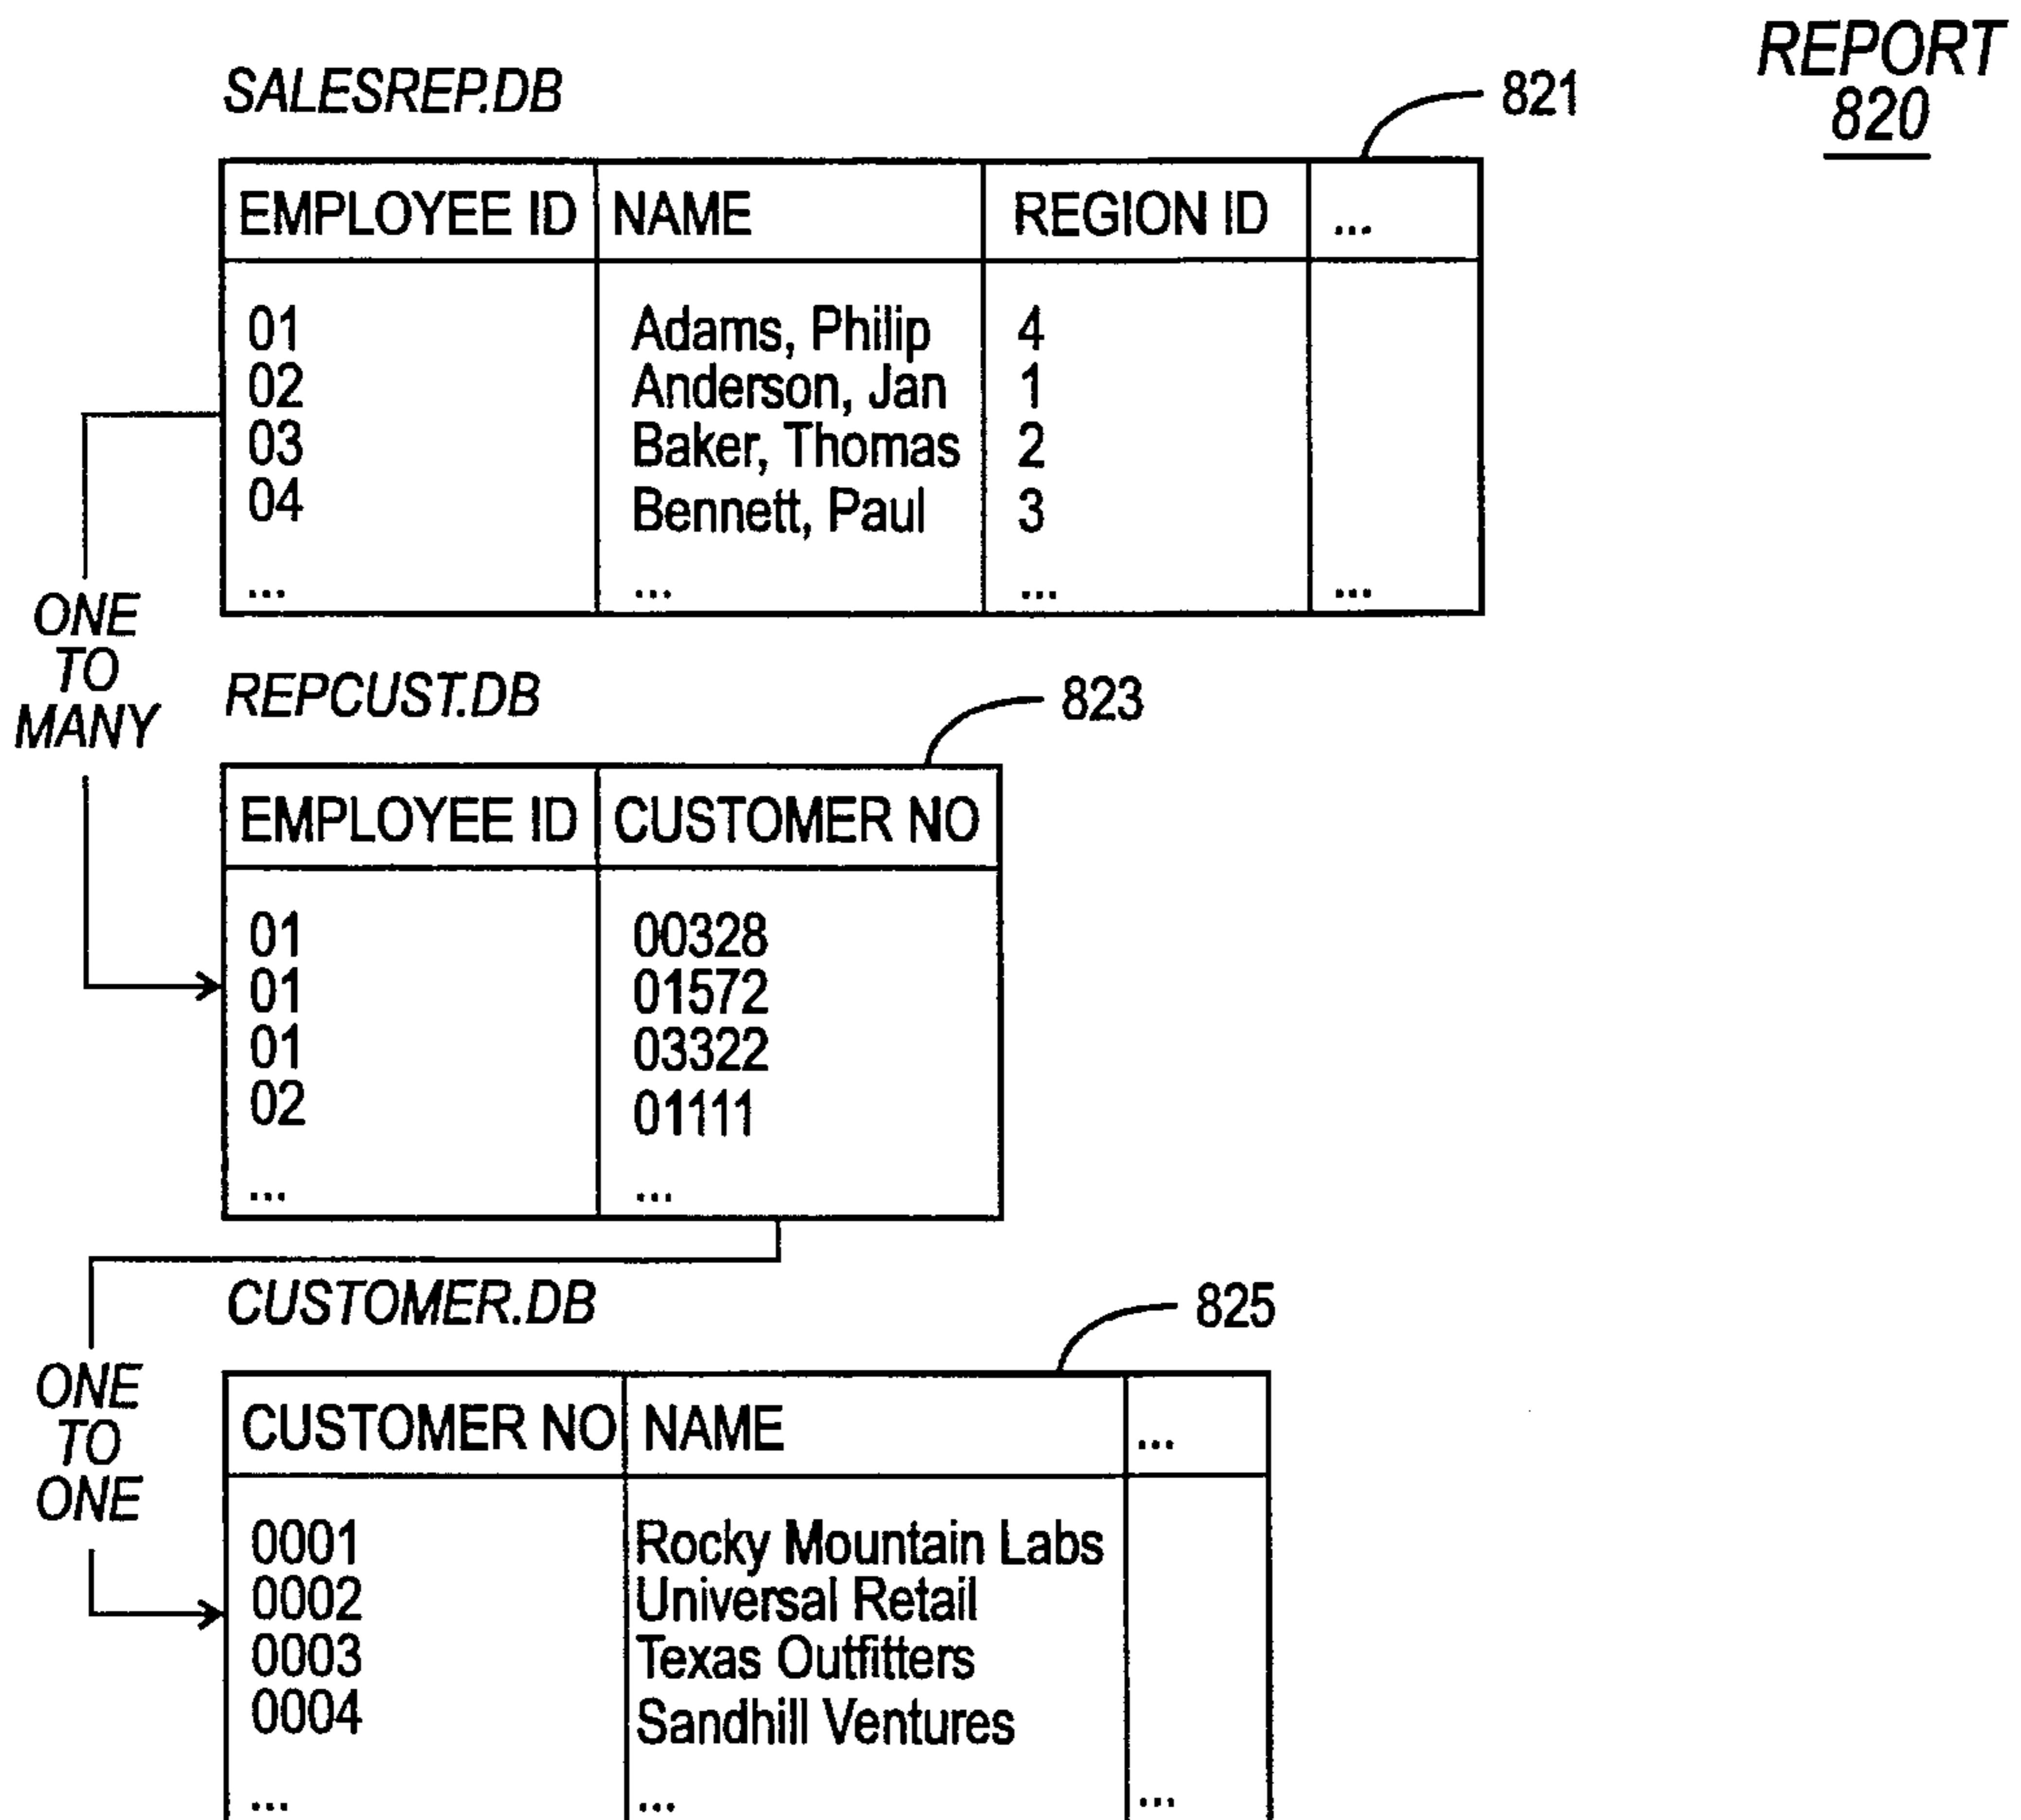 REPORT
820
SALESREP.DB
821
EMPLOYEE ID NAME REGION ID ...
01 Adams, Philip 4
02 Anderson, Jan 1
03 Baker, Thomas 2
04 Bennett, Paul 3
... ... ... ...
ONE
TO
MANY
REPCUST.DB
823
EMPLOYEE ID CUSTOMER NO
01 00328
01 01572
01 03322
02 01111
... ...
CUSTOMER.DB
825
ONE
TO
ONE
CUSTOMER NO NAME ...
0001 Rocky Mountain Labs
0002 Universal Retail
0003 Texas Outfitters
0004 Sandhill Ventures
... ... ...